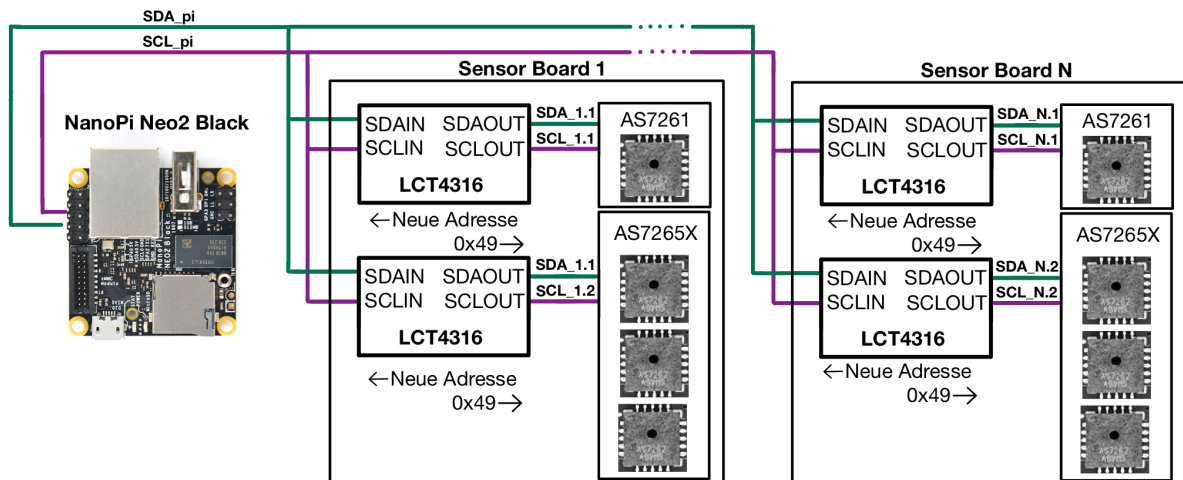 SDA_pi
SCL_pi
NanoPi Neo2 Black
Sensor Board 1
SDAIN SDAOUT
SCLIN SCLOUT
LCT4316
SDA_1.1
SCL_1.1
AS7261
←Neue Adresse
0x49→
SDAIN SDAOUT
SCLIN SCLOUT
LCT4316
SDA_1.1
SCL_1.2
AS7265X
←Neue Adresse
0x49→
Sensor Board N
SDAIN SDAOUT
SCLIN SCLOUT
LCT4316
SDA_N.1
SCL_N.1
AS7261
←Neue Adresse
0x49→
SDAIN SDAOUT
SCLIN SCLOUT
LCT4316
SDA_N.2
SCL_N.2
AS7265X
←Neue Adresse
0x49→